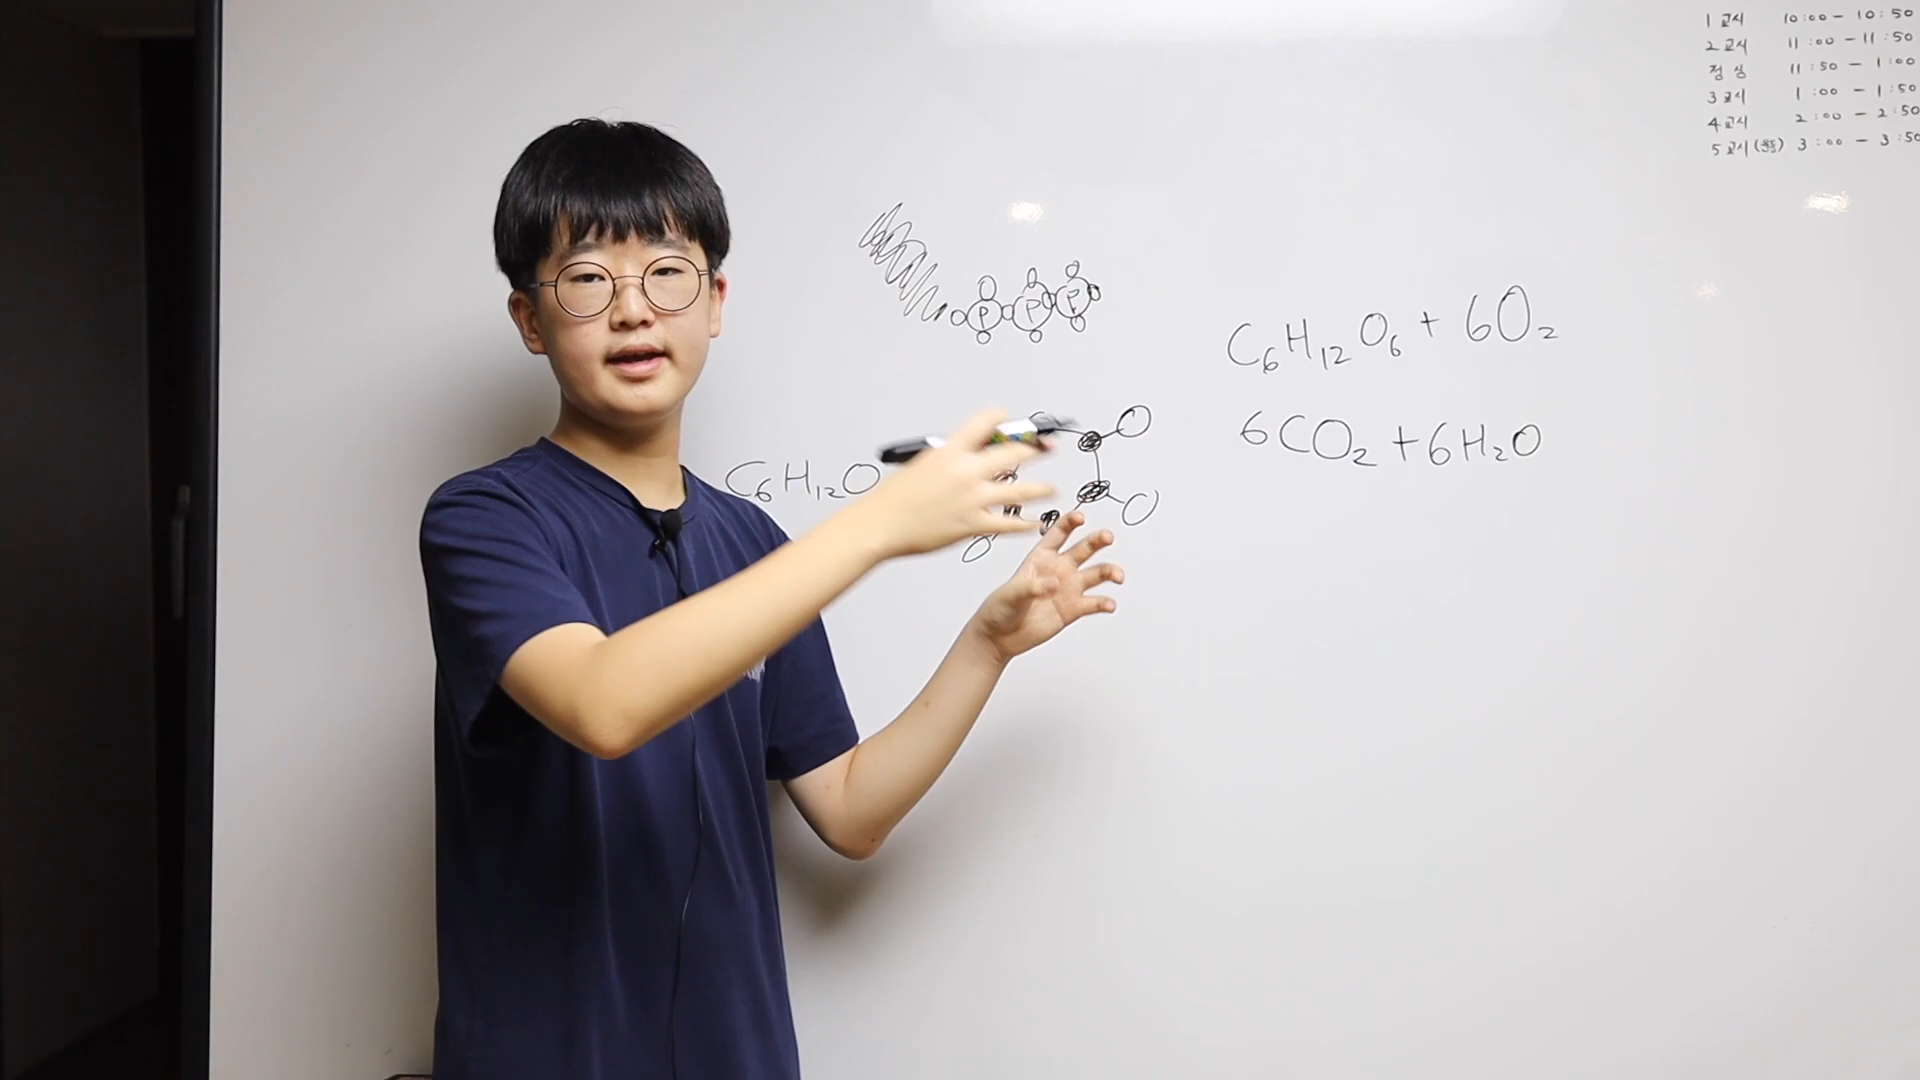 1교시 10:00 - 10:50
2교시 11:00 - 11:50
점심 11:50 - 1:00
3교시 1:00 - 1:50
4교시 2:00 - 2:50
5교시(운동) 3:00 - 3:50
P P P
C6H12O6 + 6O2
6CO2 + 6H2O
C6H12O